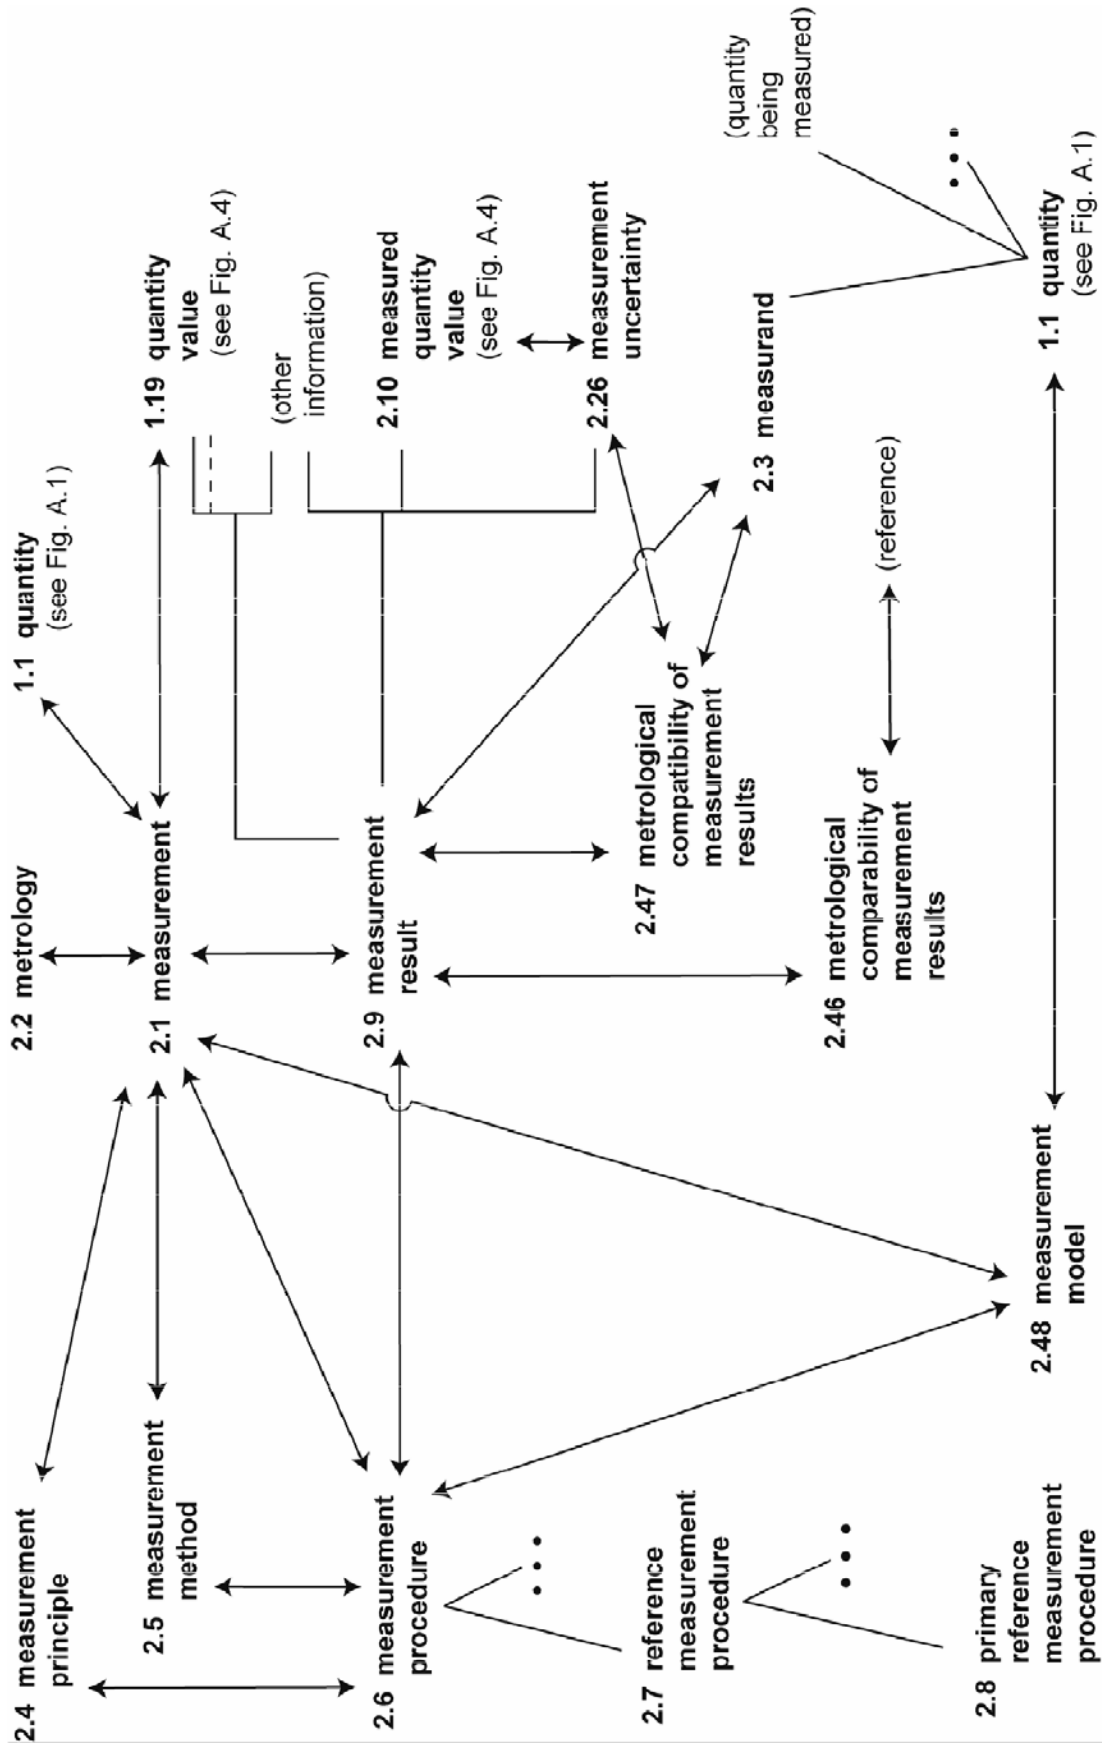 2.4 measurement
principle
2.5 measurement
method
2.6 measurement
procedure
2.7 reference
measurement
procedure
2.8 primary
reference
measurement
procedure
2.2 metrology
2.1 measurement
2.9 measurement
result
2.47 metrological
compatibility of
measurement
results
2.46 metrological
comparability of
measurement
results
2.48 measurement
model
1.1 quantity
(see Fig. A.1)
1.19 quantity
value
(see Fig. A.4)
(other
information)
2.10 measured
quantity
value
(see Fig. A.4)
2.26 measurement
uncertainty
2.3 measurand
(reference)
(quantity
being
measured)
1.1 quantity
(see Fig. A.1)